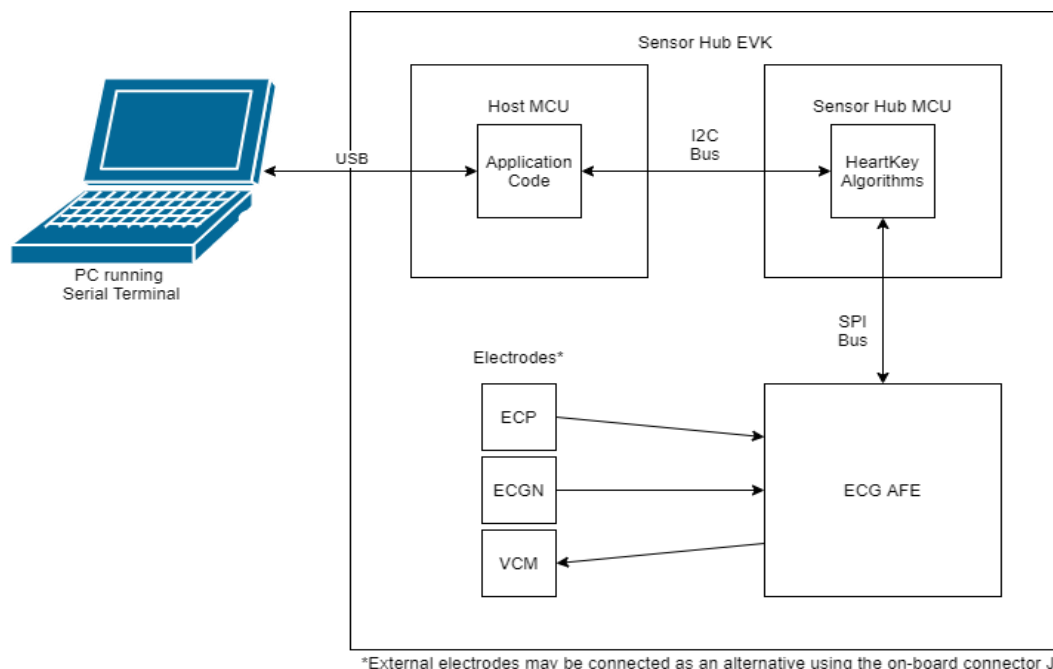 Sensor Hub EVK
Host MCU
Sensor Hub MCU
USB
Application
Code
I2C
Bus
HeartKey
Algorithms
PC running
Serial Terminal
SPI
Bus
Electrodes*
ECP
ECGN
VCM
ECG AFE
*External electrodes may be connected as an alternative using the on-board connector